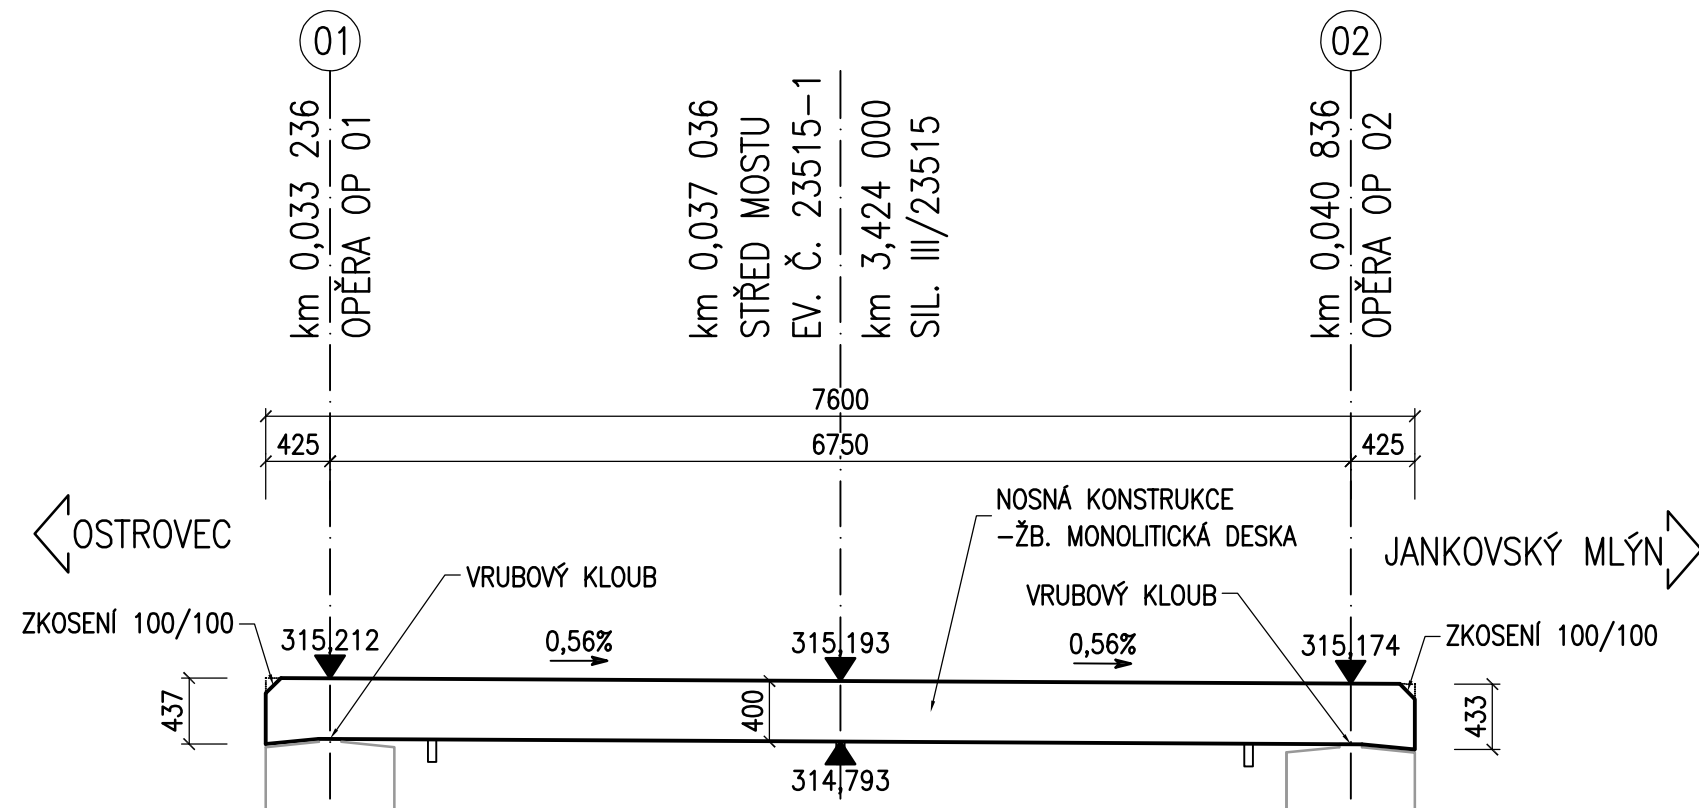 01
02
km 0,033 236
OPĚRA OP 01
km 0,037 036
STŘED MOSTU
EV. Č. 23515-1
km 3,424 000
SIL. III/23515
km 0,040 836
OPĚRA OP 02
7600
425
6750
425
OSTROVEC
NOSNÁ KONSTRUKCE
-ŽB. MONOLITICKÁ DESKA
JANKOVSKÝ MLÝN
VRUBOVÝ KLOUB
VRUBOVÝ KLOUB
ZKOSENÍ 100/100
315,212
0,56%
315,193
0,56%
315,174
ZKOSENÍ 100/100
437
400
433
314,793